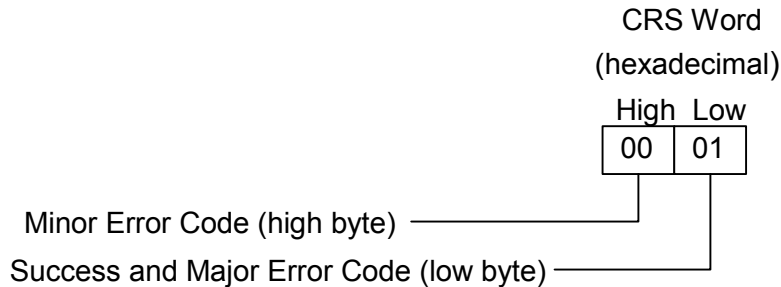 CRS Word
(hexadecimal)
High Low
00 01
Minor Error Code (high byte)
Success and Major Error Code (low byte)